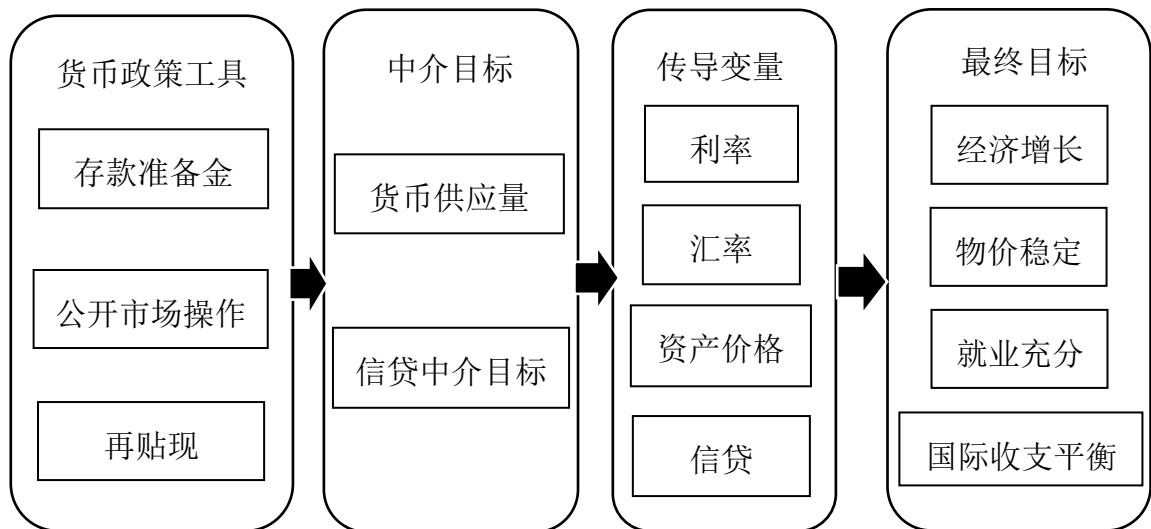 货币政策工具
存款准备金
公开市场操作
再贴现
中介目标
货币供应量
信贷中介目标
传导变量
利率
汇率
资产价格
信贷
最终目标
经济增长
物价稳定
就业充分
国际收支平衡